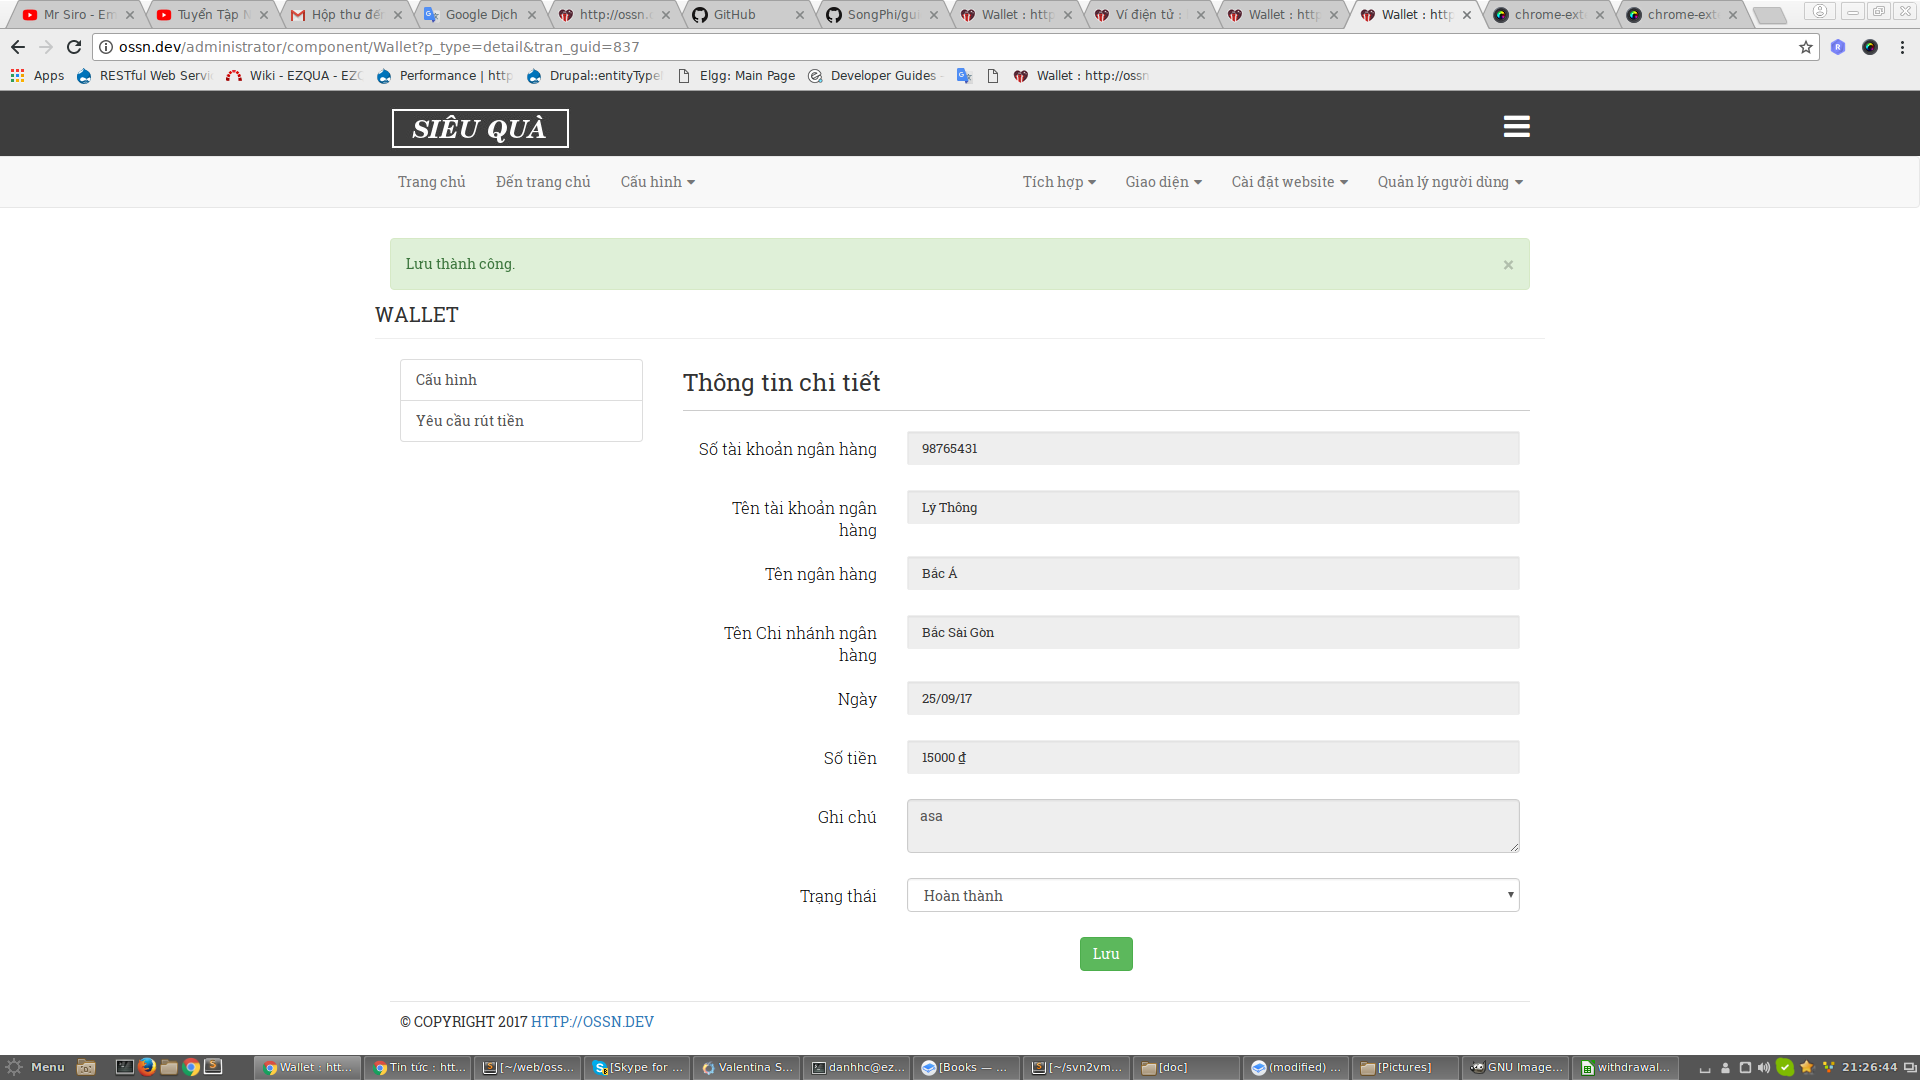 Mr Siro - Em
Tuyển Tập N
Hộp thư đến
Google Dịch
http://ossn.
GitHub
SongPhi/gui
Wallet : http
Ví điện tử :
Wallet : http
Wallet : http
chrome-exte
chrome-exte
ossn.dev/administrator/component/Wallet?p_type=detail&tran_guid=837
Apps
RESTful Web Servic
Wiki - EZQUA - EZC
Performance | http
Drupal::entityType
Elgg: Main Page
Developer Guides -
Wallet : http://ossn
SIÊU QUÀ
Trang chủ
Đến trang chủ
Cấu hình
Tích hợp
Giao diện
Cài đặt website
Quản lý người dùng
Lưu thành công.
×
WALLET
Cấu hình
Yêu cầu rút tiền
Thông tin chi tiết
Số tài khoản ngân hàng
98765431
Tên tài khoản ngân
hàng
Lý Thông
Tên ngân hàng
Bắc Á
Tên Chi nhánh ngân
hàng
Bắc Sài Gòn
Ngày
25/09/17
Số tiền
15000 ₫
Ghi chú
asa
Trạng thái
Hoàn thành
Lưu
© COPYRIGHT 2017 HTTP://OSSN.DEV
Menu
Wallet : htt...
Tin tức : htt...
[~/web/oss...
[Skype for ...
Valentina S...
danhhc@ez...
[Books — ...
[~/svn2vm...
[doc]
(modified) ...
[Pictures]
GNU Image...
withdrawal...
21:26:44